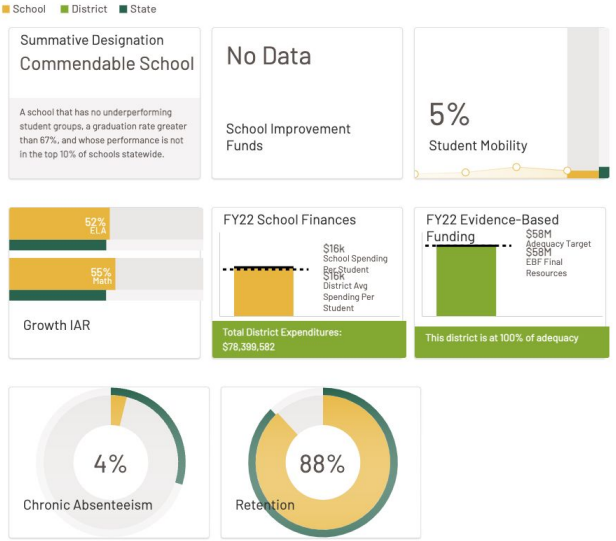 School District State
Summative Designation
Commendable School
A school that has no underperforming
student groups, a graduation rate greater
than 67%, and whose performance is not
in the top 10% of schools statewide.
No Data
School Improvement
Funds
5%
Student Mobility
52%
ELA
55%
Math
Growth IAR
FY22 School Finances
$16k
School Spending
Per Student
$16k
District Avg
Spending Per
Student
Total District Expenditures:
$78,399,582
FY22 Evidence-Based
Funding
$58M
Adequacy Target
$58M
EBF Final
Resources
This district is at 100% of adequacy
4%
Chronic Absenteeism
88%
Retention